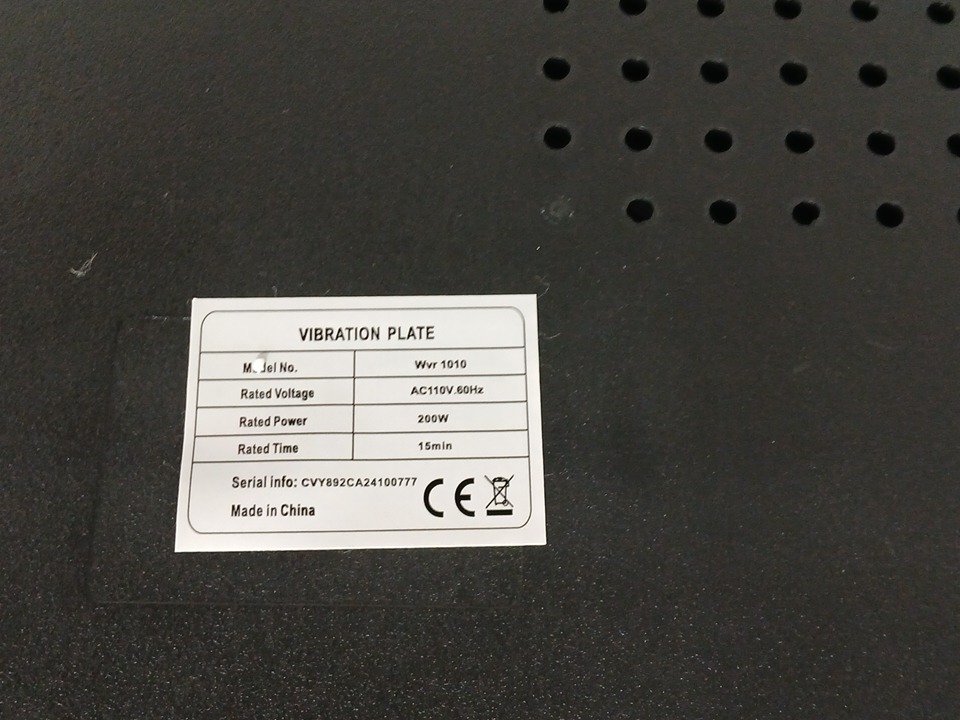 VIBRATION PLATE
Model No. Wvr 1010
Rated Voltage AC110V.60Hz
Rated Power 200W
Rated Time 15min
Serial info: CVY892CA24100777
Made in China
CE